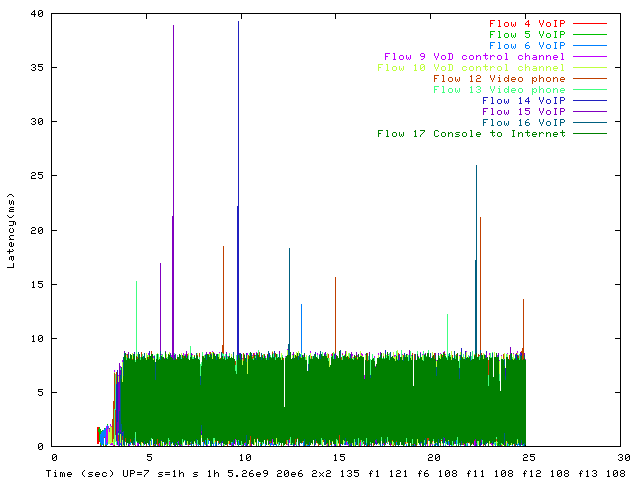 40
Flow 4 VoIP
Flow 5 VoIP
Flow 6 VoIP
Flow 9 VoD control channel
Flow 10 VoD control channel
Flow 12 Video phone
Flow 13 Video phone
Flow 14 VoIP
Flow 15 VoIP
Flow 16 VoIP
Flow 17 Console to Internet
35
30
25
20
15
10
5
0
Latency(ms)
0 5 10 15 20 25 30
Time (sec) UP=7 s=1h s 1h 5.26e9 20e6 2x2 135 f1 121 f6 108 f11 108 f12 108 f13 108